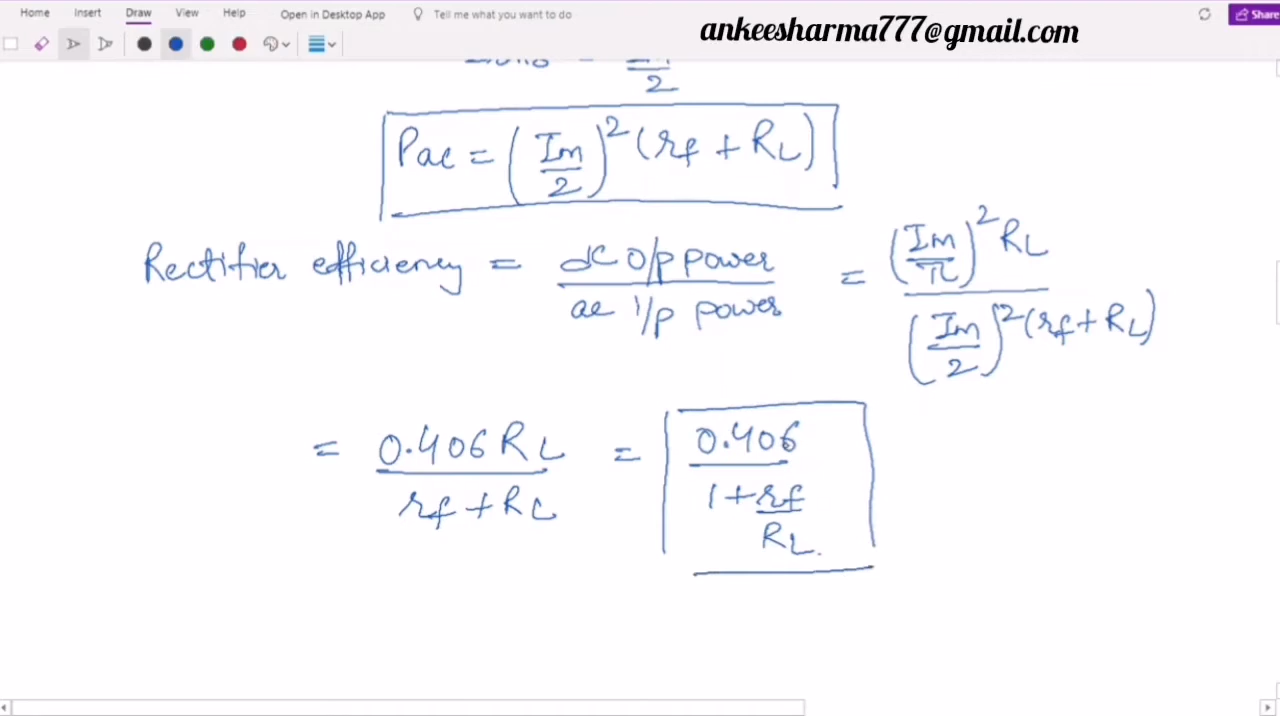 Home Insert Draw View Help Open in Desktop App Tell me what you want to do Share
ankeesharma777@gmail.com
2
Pac = (Im/2)² (rf + RL)
Rectifier efficiency = dc O/p power / ac i/p power = (Im/π)² RL / (Im/2)² (rf + RL)
= 0.406 RL / rf + RL = 0.406 / 1 + rf/RL